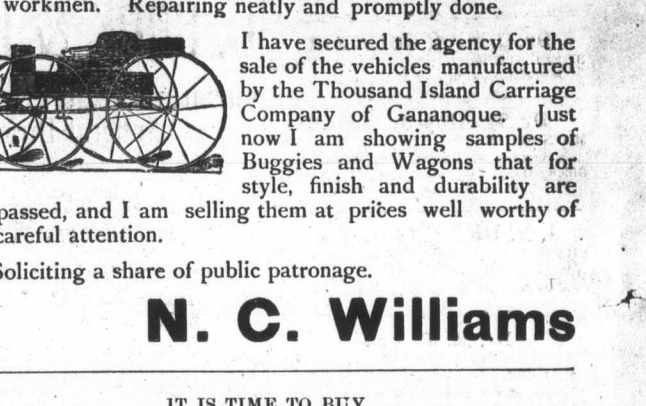 workmen. Repairing neatly and promptly done.
I have secured the agency for the
sale of the vehicles manufactured
by the Thousand Island Carriage
Company of Gananoque. Just
now I am showing samples of
Buggies and Wagons that for
style, finish and durability are
passed, and I am selling them at prices well worthy of
careful attention.
Soliciting a share of public patronage.
N. C. Williams
IT IS TIME TO BUY